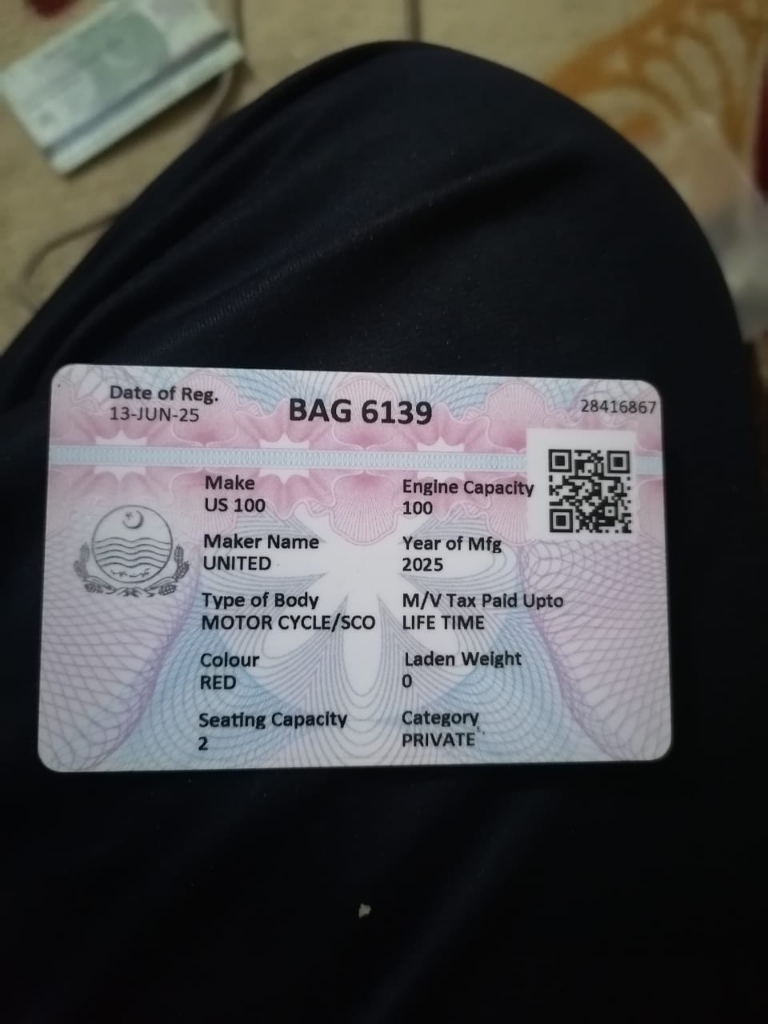 Date of Reg.
13-JUN-25
BAG 6139
28416867
Make
US 100
Engine Capacity
100
Maker Name
UNITED
Year of Mfg
2025
Type of Body
MOTOR CYCLE/SCO
M/V Tax Paid Upto
LIFE TIME
Colour
RED
Laden Weight
0
Seating Capacity
2
Category
PRIVATE